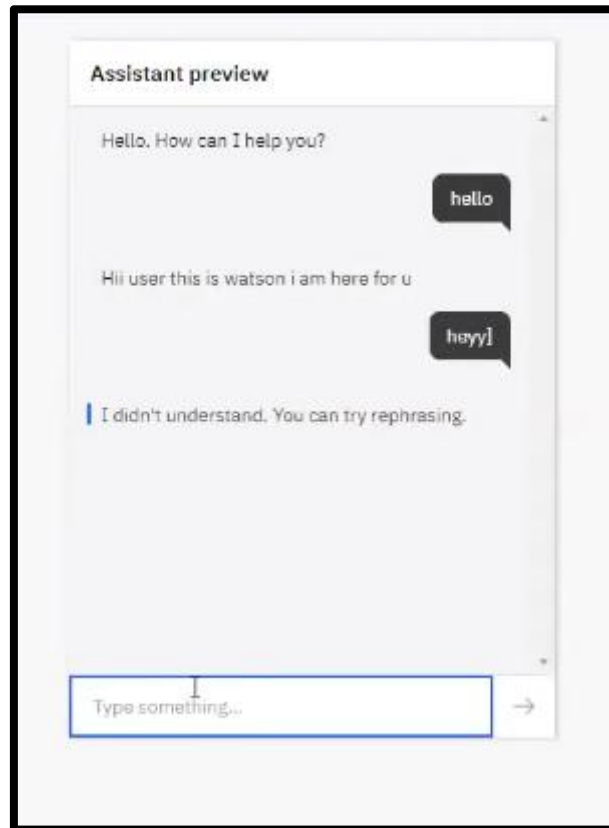 Assistant preview
Hello. How can I help you?
hello
Hii user this is watson i am here for u
heyy]
I didn't understand. You can try rephrasing.
Type something...